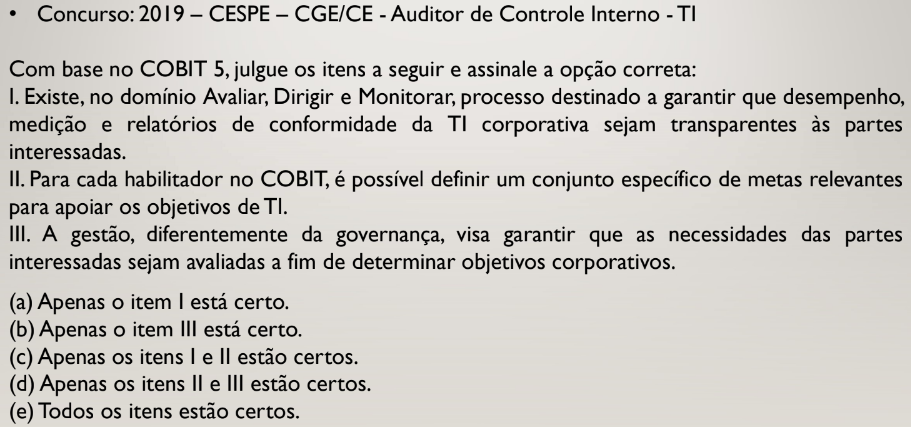 • Concurso: 2019 – CESPE – CGE/CE - Auditor de Controle Interno - TI
Com base no COBIT 5, julgue os itens a seguir e assinale a opção correta:
I. Existe, no domínio Avaliar, Dirigir e Monitorar, processo destinado a garantir que desempenho,
medição e relatórios de conformidade da TI corporativa sejam transparentes às partes
interessadas.
II. Para cada habilitador no COBIT, é possível definir um conjunto específico de metas relevantes
para apoiar os objetivos de TI.
III. A gestão, diferentemente da governança, visa garantir que as necessidades das partes
interessadas sejam avaliadas a fim de determinar objetivos corporativos.
(a) Apenas o item I está certo.
(b) Apenas o item III está certo.
(c) Apenas os itens I e II estão certos.
(d) Apenas os itens II e III estão certos.
(e) Todos os itens estão certos.